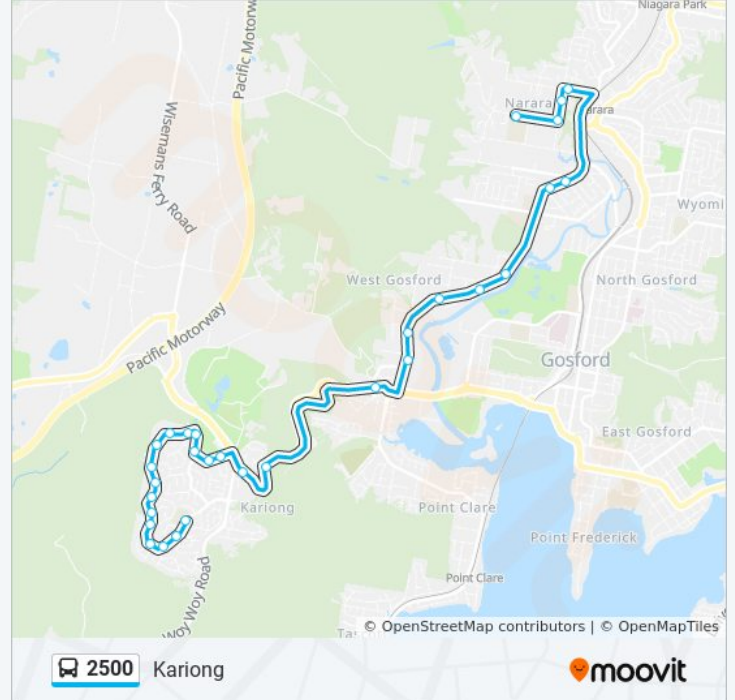 Niagara Park
Pacific Motorway
Narara
arara
Wisemans Ferry Road
Wyomi
West Gosford
North Gosford
Pacific Motorway
Gosford
East Gosford
Kariong
Point Clare
Point Frederick
Point Clare
Woy Woy Road
© OpenStreetMap contributors | © OpenMapTiles
2500 Kariong
moovit